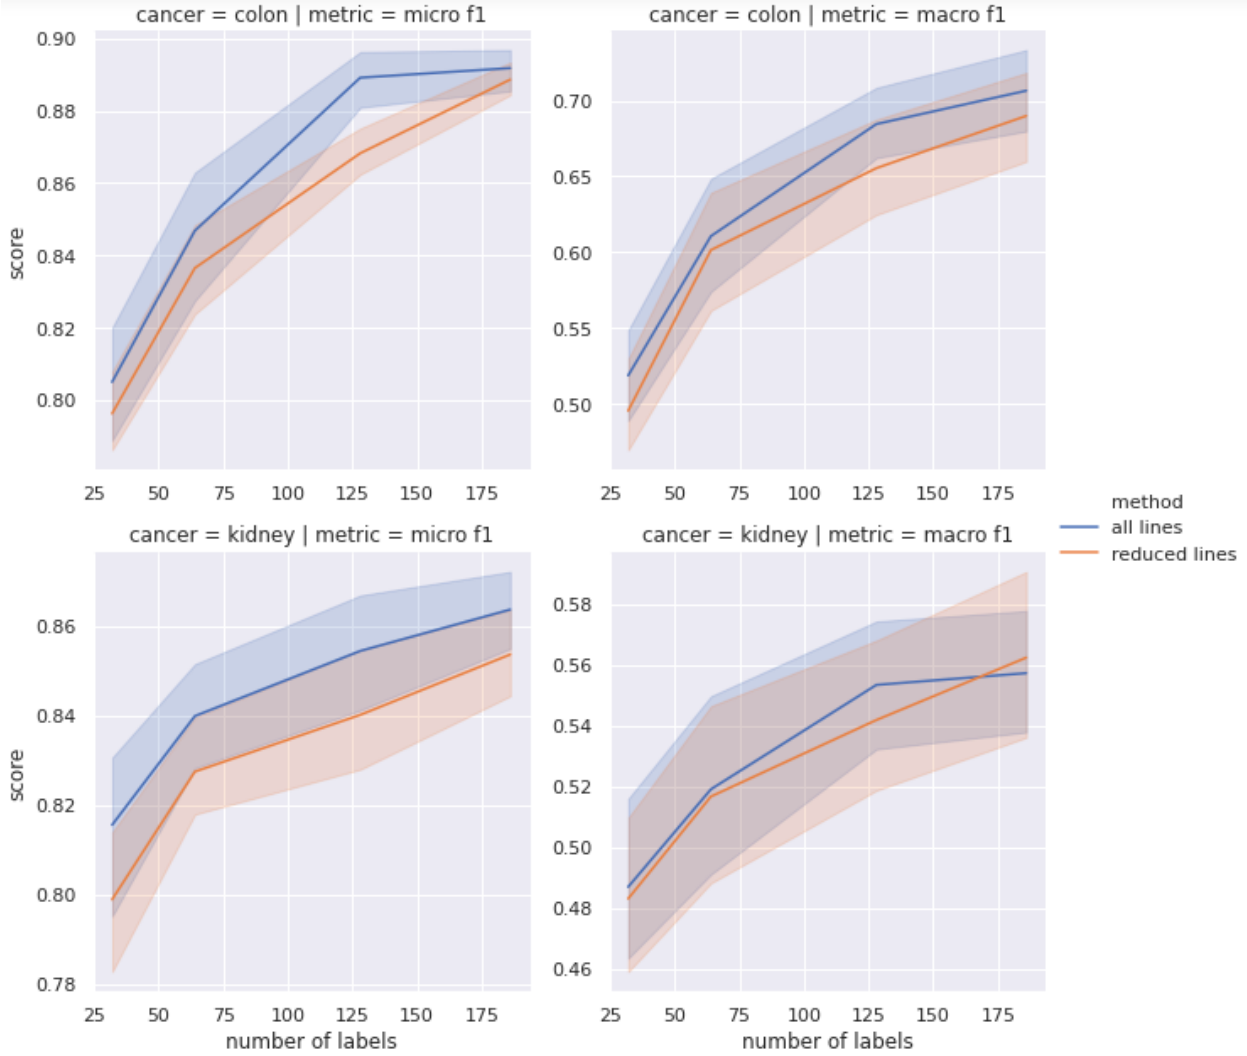 cancer = colon | metric = micro f1
cancer = colon | metric = macro f1
0.90
0.88
0.86
0.84
0.82
0.80
score
0.70
0.65
0.60
0.55
0.50
25 50 75 100 125 150 175
25 50 75 100 125 150 175
method
all lines
reduced lines
cancer = kidney | metric = micro f1
cancer = kidney | metric = macro f1
0.86
0.84
0.82
0.80
0.78
score
0.58
0.56
0.54
0.52
0.50
0.48
0.46
25 50 75 100 125 150 175
number of labels
25 50 75 100 125 150 175
number of labels